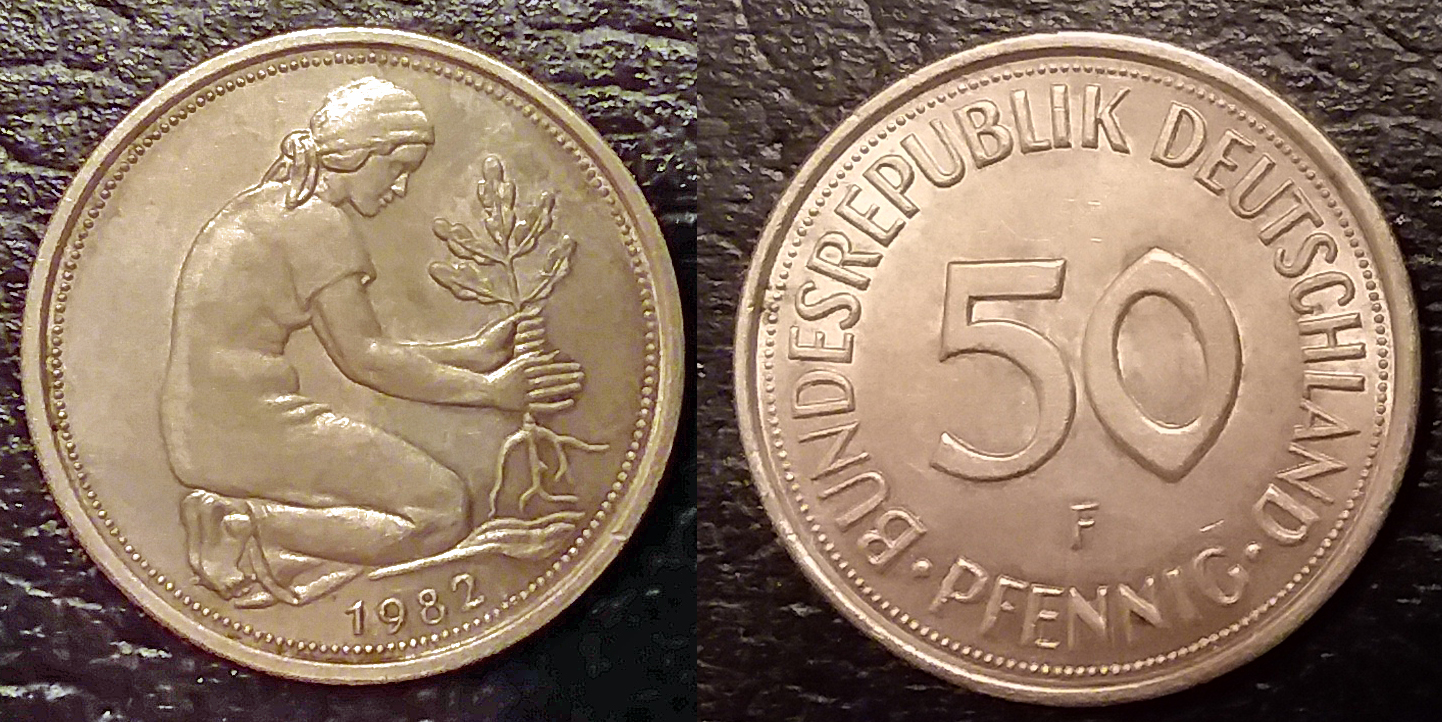 1982
BUNDESREPUBLIK DEUTSCHLAND
50
F
· PFENNIG ·